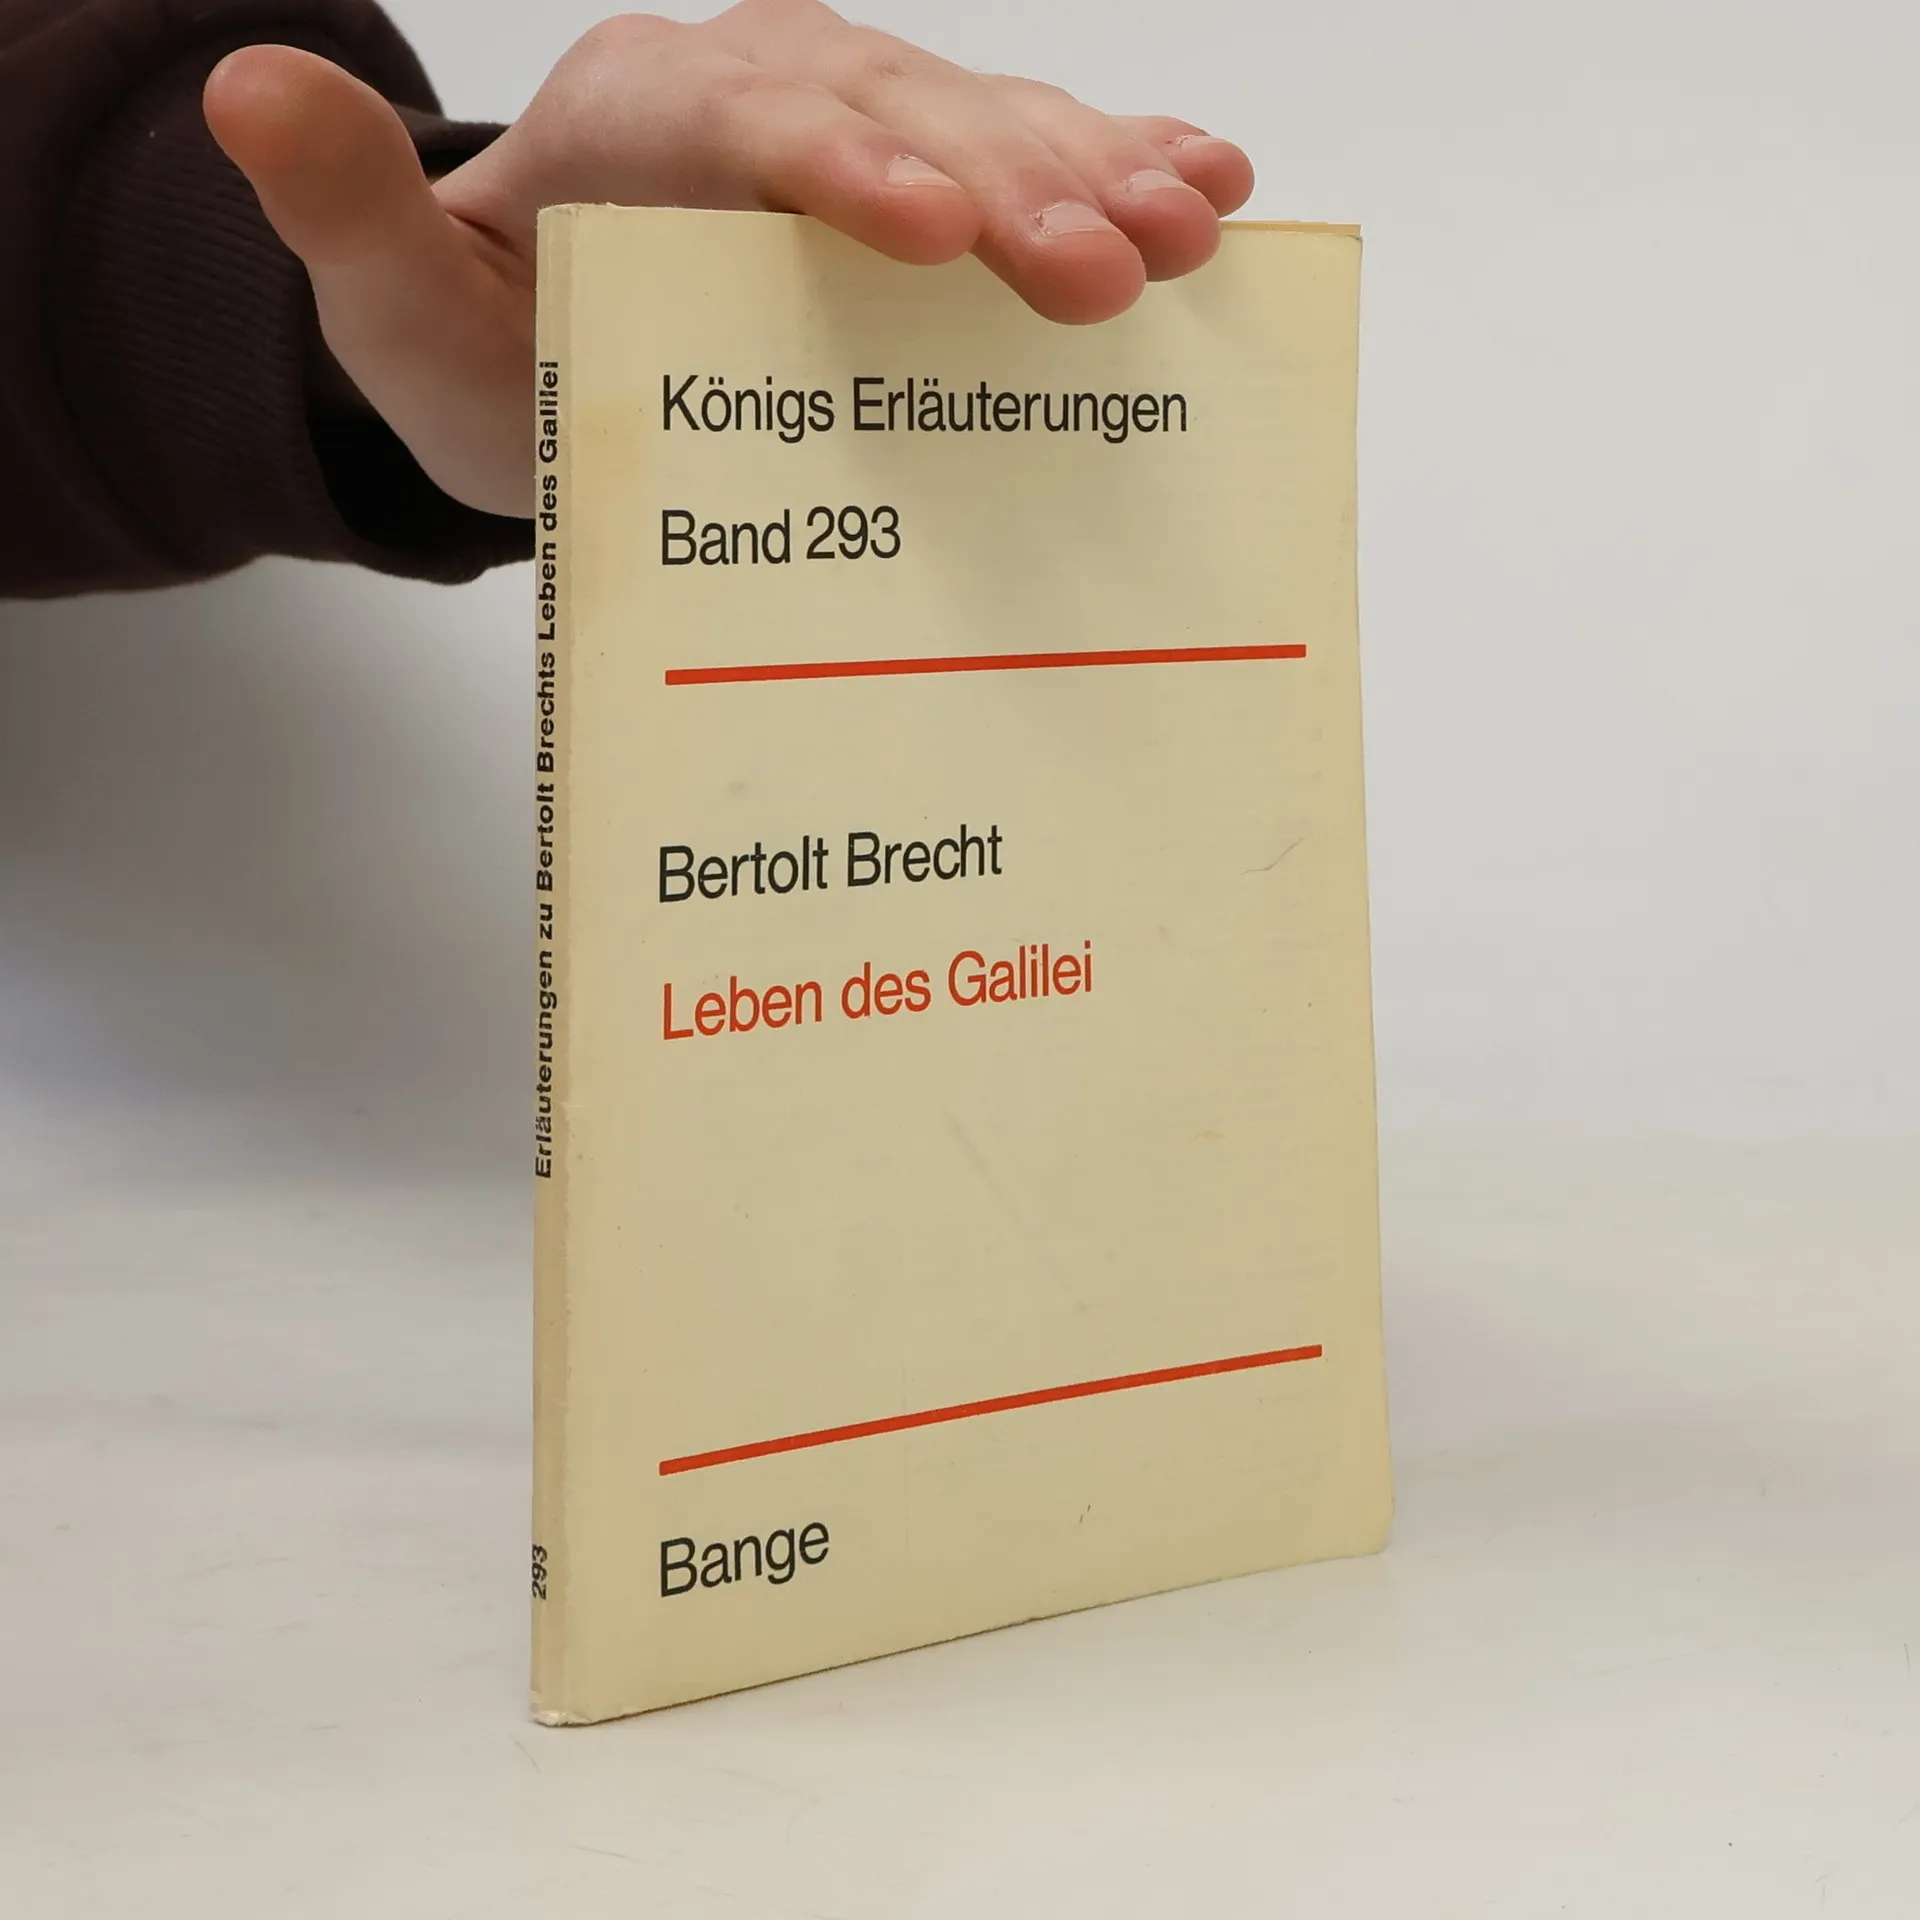 Königs Erläuterungen
Band 293
Bertolt Brecht
Leben des Galilei
Bange
Erläuterungen zu Bertolt Brechts Leben des Galilei
293